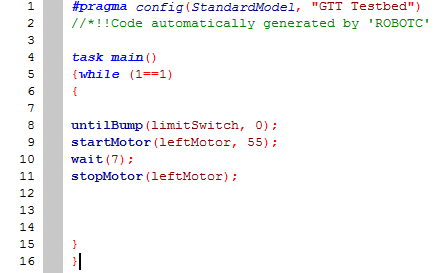 1 #pragma config(StandardModel, "GTT Testbed")
2 //*!!Code automatically generated by 'ROBOTC'
3
4 task main()
5 {while (1==1)
6 {
7
8 untilBump(limitSwitch, 0);
9 startMotor(leftMotor, 55);
10 wait(7);
11 stopMotor(leftMotor);
12
13
14
15 }
16 }